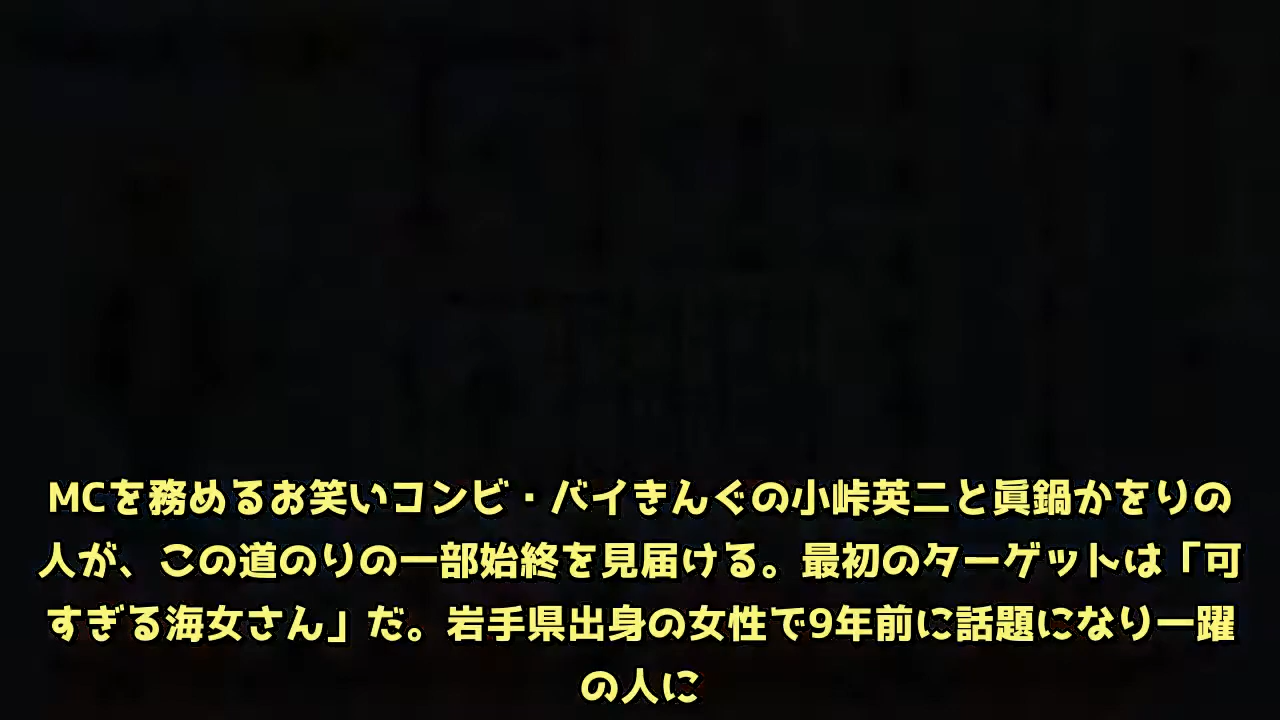 MCを務めるお笑いコンビ・バイきんぐの小峠英二と眞鍋かをりの
人が、この道のりの一部始終を見届ける。最初のターゲットは「可
すぎる海女さん」だ。岩手県出身の女性で9年前に話題になり一躍
の人に